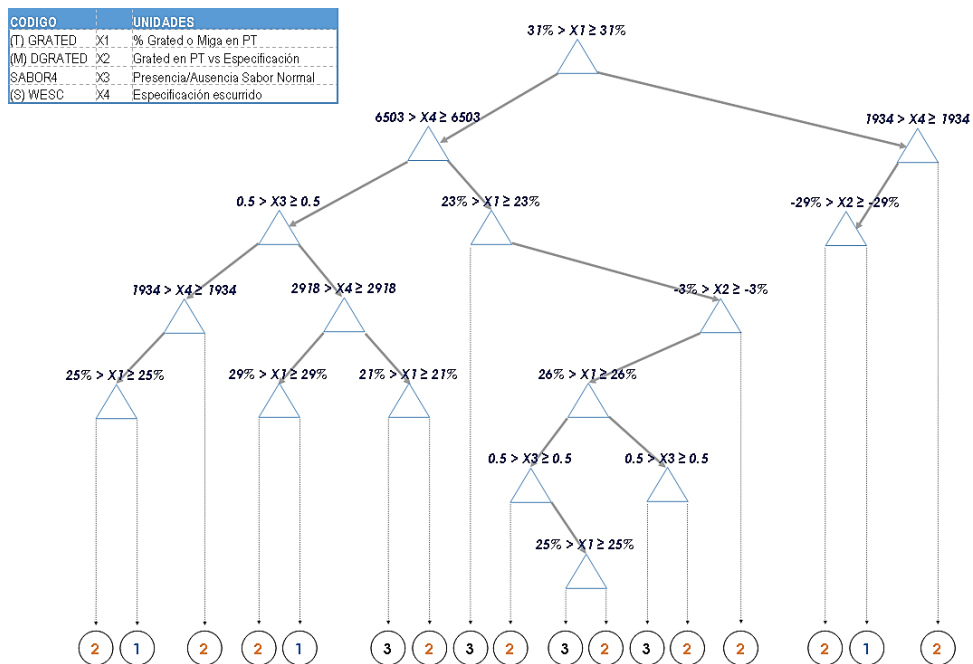 CODIGO UNIDADES
(T) GRATED X1 % Grated o Miga en PT
(M) DGRATED X2 Grated en PT vs Especificación
SABOR4 X3 Presencia/Ausencia Sabor Normal
(S) WESC X4 Especificación escurrido
31% > X1 ≥ 31%
6503 > X4 ≥ 6503
1934 > X4 ≥ 1934
0.5 > X3 ≥ 0.5
23% > X1 ≥ 23%
-29% > X2 ≥ -29%
1934 > X4 ≥ 1934
2918 > X4 ≥ 2918
-3% > X2 ≥ -3%
25% > X1 ≥ 25%
29% > X1 ≥ 29%
21% > X1 ≥ 21%
26% > X1 ≥ 26%
0.5 > X3 ≥ 0.5
0.5 > X3 ≥ 0.5
25% > X1 ≥ 25%
2 1 2 2 1 3 2 3 2 3 2 3 2 2 2 1 2